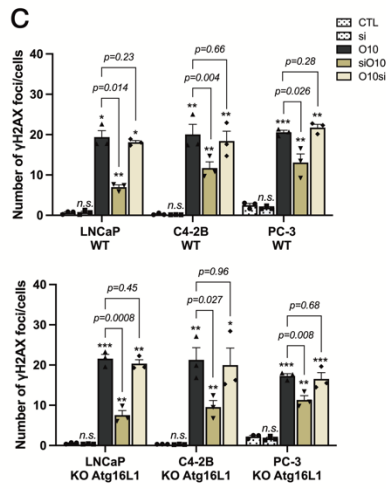 C
CTL
si
O10
siO10
O10si
Number of γH2AX foci/cells
40
30
20
10
0
p=0.23
p=0.014
*
**
*
n.s.
p=0.66
p=0.004
**
**
**
n.s.
p=0.28
p=0.026
***
**
**
n.s.
LNCaP
WT
C4-2B
WT
PC-3
WT
Number of γH2AX foci/cells
40
30
20
10
0
p=0.45
p=0.0008
***
**
**
n.s.
p=0.96
p=0.027
**
**
*
n.s.
p=0.68
p=0.008
***
**
***
n.s.
LNCaP
KO Atg16L1
C4-2B
KO Atg16L1
PC-3
KO Atg16L1